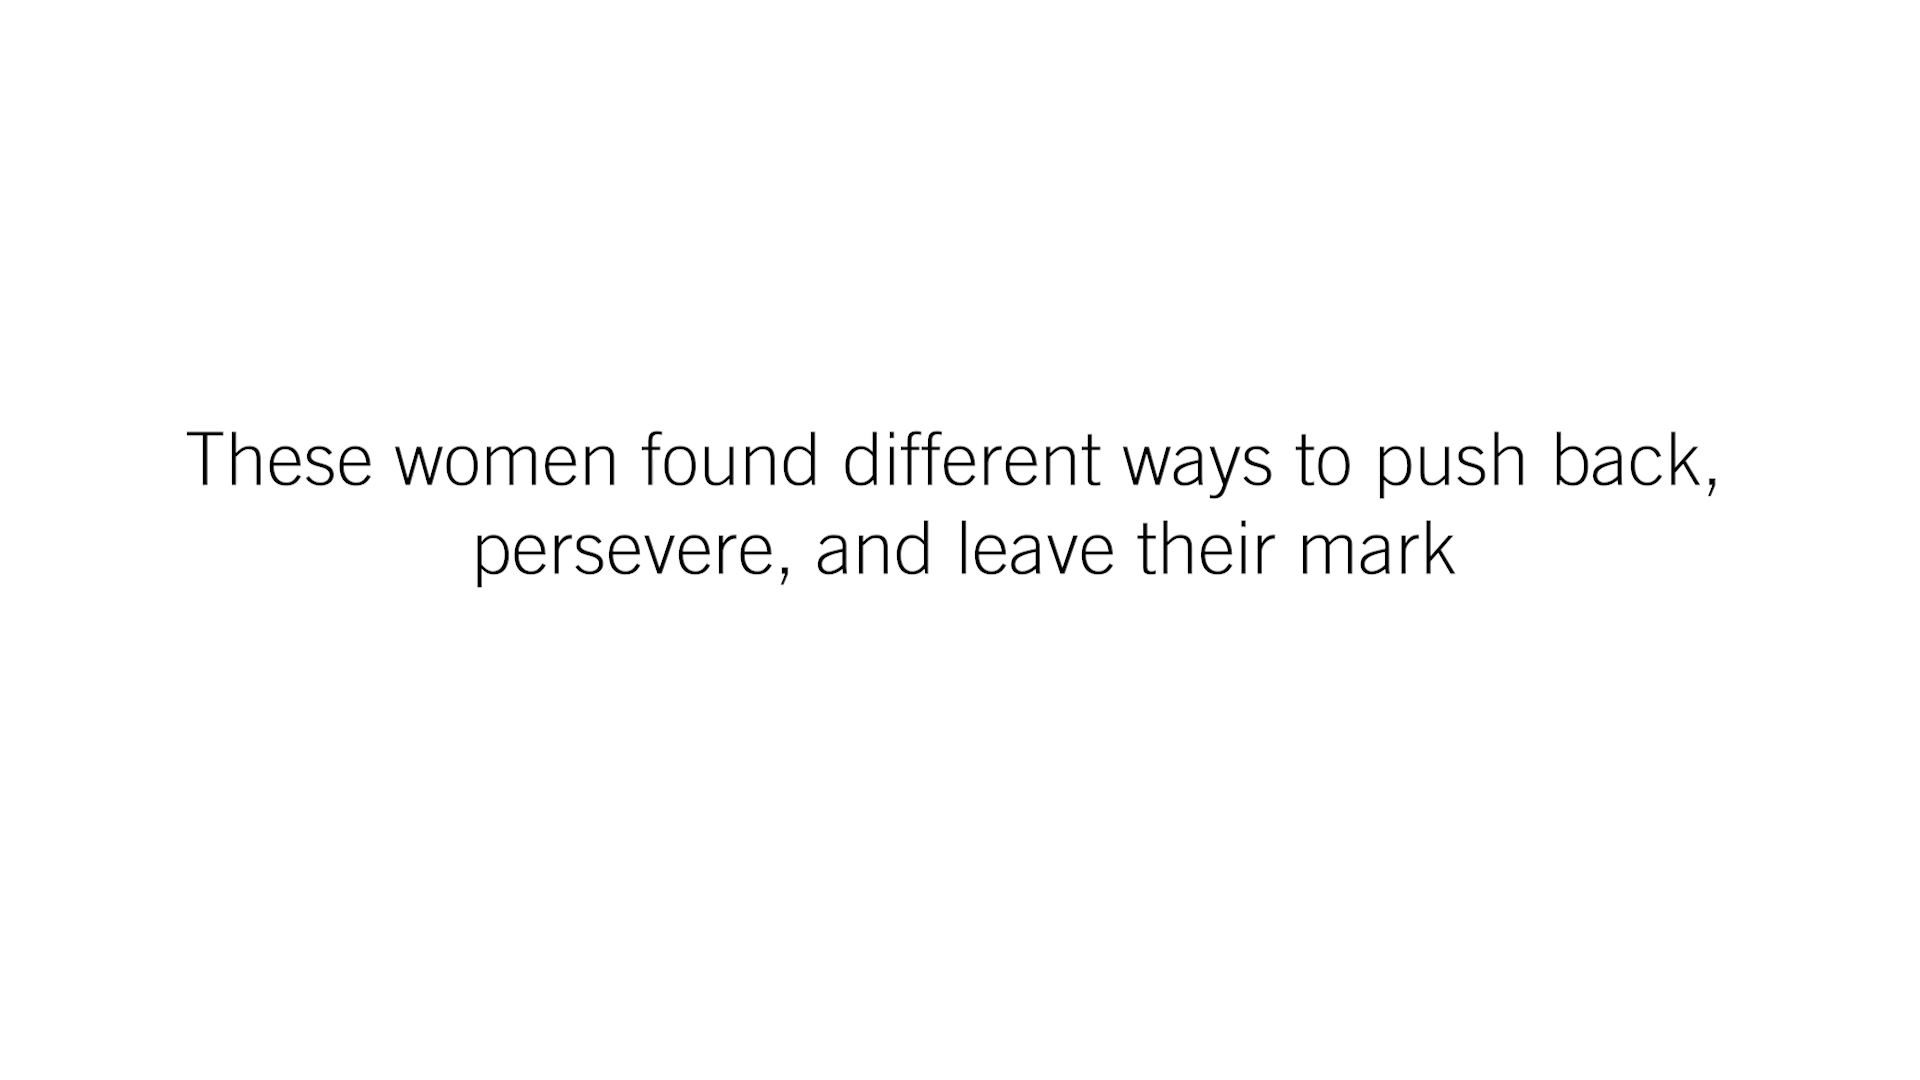 These women found different ways to push back,
persevere, and leave their mark